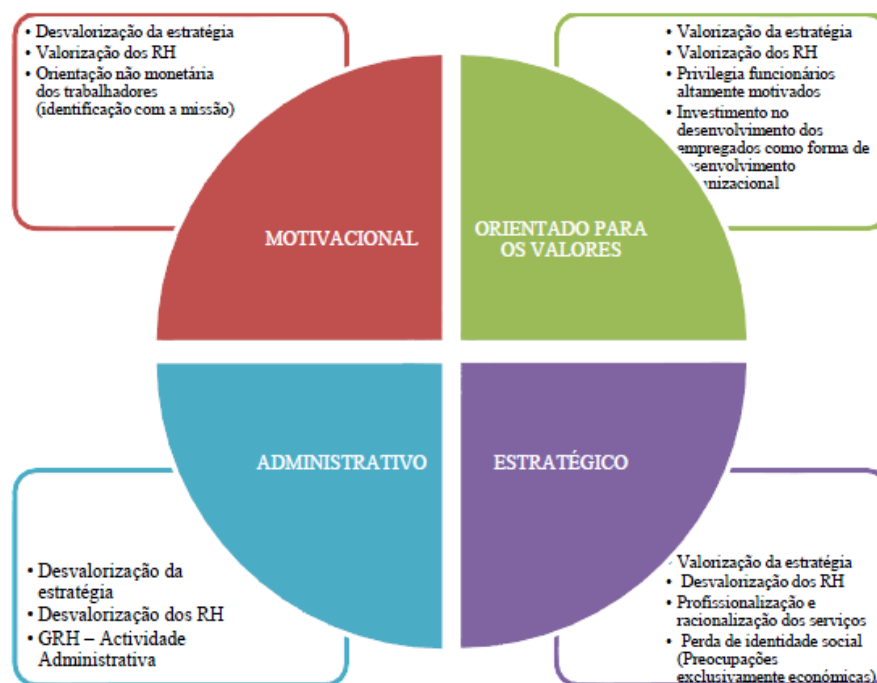 • Desvalorização da estratégia
• Valorização dos RH
• Orientação não monetária
dos trabalhadores
(identificação com a missão)
• Valorização da estratégia
• Valorização dos RH
• Privilegia funcionários
altamente motivados
• Investimento no
desenvolvimento dos
empregados como forma de
esenvolvimento
nizacional
MOTIVACIONAL
ORIENTADO PARA
OS VALORES
ADMINISTRATIVO
ESTRATÉGICO
• Desvalorização da
estratégia
• Desvalorização dos RH
• GRH – Actividade
Administrativa
• Valorização da estratégia
• Desvalorização dos RH
• Profissionalização e
racionalização dos serviços
• Perda de identidade social
(Preocupações
exclusivamente económicas)